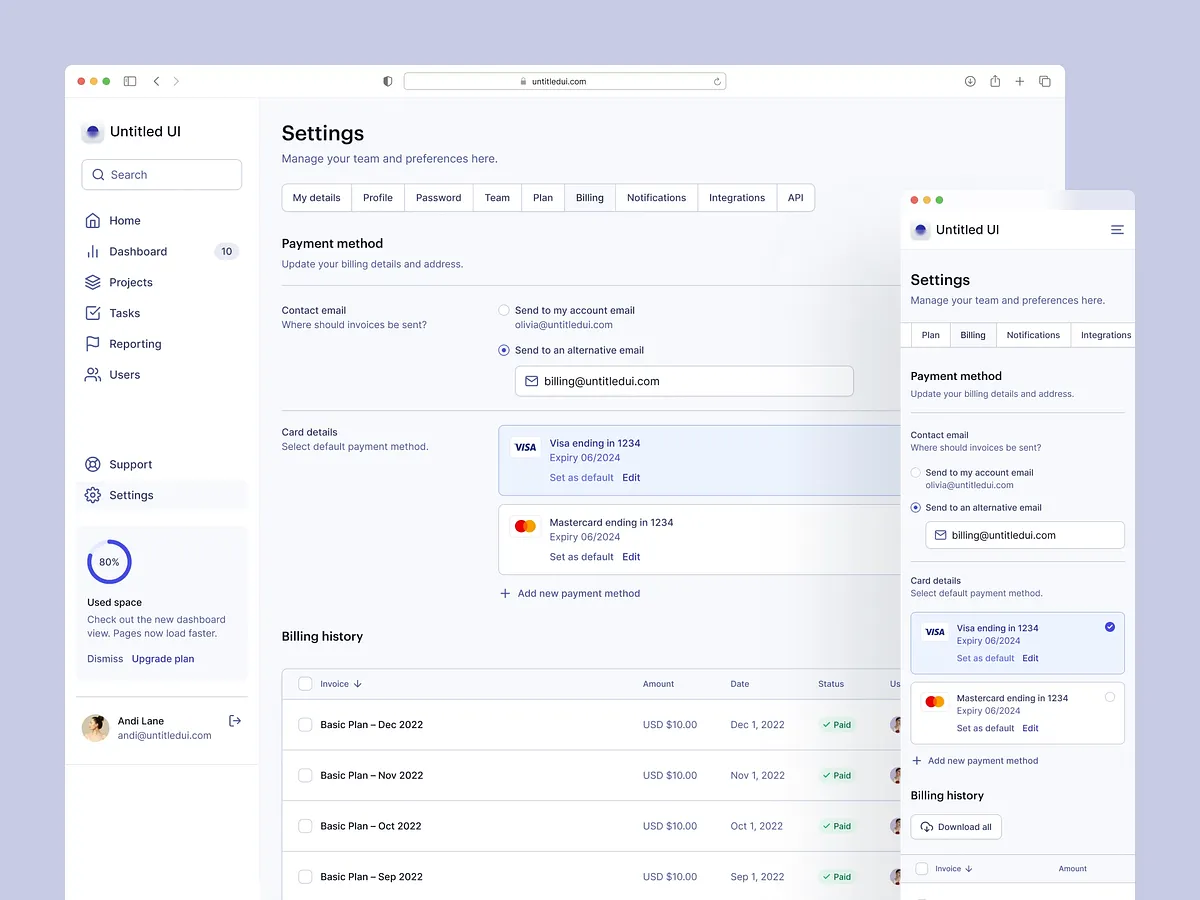 untitledui.com
Untitled UI
Search
Home
Dashboard 10
Projects
Tasks
Reporting
Users
Support
Settings
80%
Used space
Check out the new dashboard
view. Pages now load faster.
Dismiss Upgrade plan
Andi Lane
andi@untitledui.com
Settings
Manage your team and preferences here.
My details Profile Password Team Plan Billing Notifications Integrations API
Payment method
Update your billing details and address.
Contact email
Where should invoices be sent?
Send to my account email
olivia@untitledui.com
Send to an alternative email
billing@untitledui.com
Card details
Select default payment method.
VISA
Visa ending in 1234
Expiry 06/2024
Set as default Edit
Mastercard ending in 1234
Expiry 06/2024
Set as default Edit
Add new payment method
Billing history
Invoice Amount Date Status
Basic Plan – Dec 2022 USD $10.00 Dec 1, 2022 Paid
Basic Plan – Nov 2022 USD $10.00 Nov 1, 2022 Paid
Basic Plan – Oct 2022 USD $10.00 Oct 1, 2022 Paid
Basic Plan – Sep 2022 USD $10.00 Sep 1, 2022 Paid
Untitled UI
Settings
Manage your team and preferences here.
Plan Billing Notifications Integrations
Payment method
Update your billing details and address.
Contact email
Where should invoices be sent?
Send to my account email
olivia@untitledui.com
Send to an alternative email
billing@untitledui.com
Card details
Select default payment method.
VISA
Visa ending in 1234
Expiry 06/2024
Set as default Edit
Mastercard ending in 1234
Expiry 06/2024
Set as default Edit
Add new payment method
Billing history
Download all
Invoice Amount